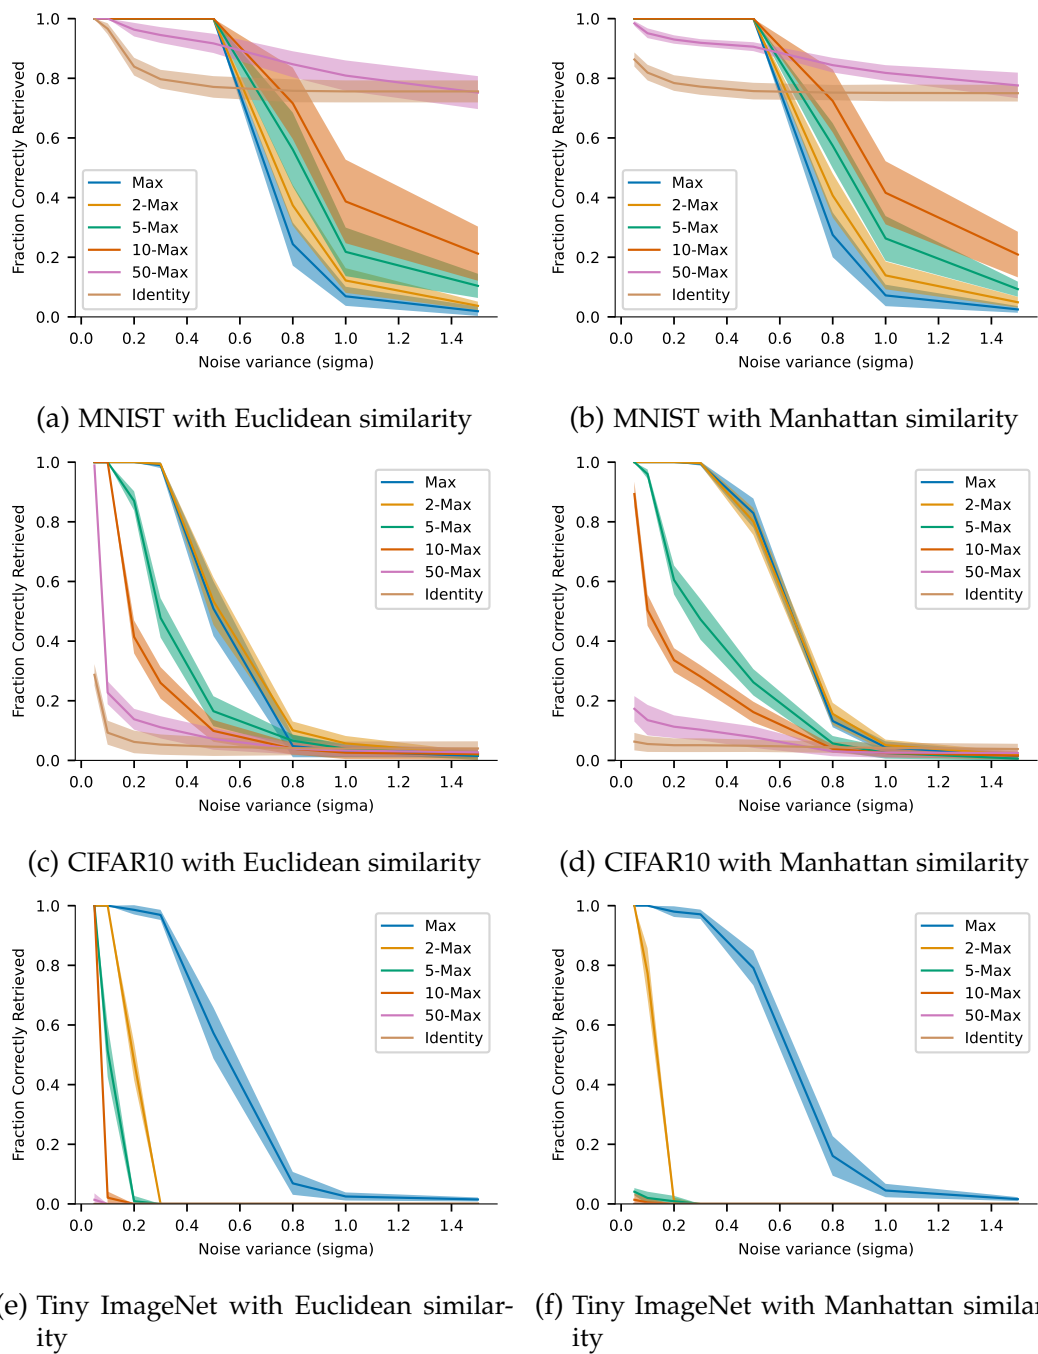 1.0
0.8
0.6
0.4
0.2
0.0
Fraction Correctly Retrieved
Max
2-Max
5-Max
10-Max
50-Max
Identity
0.0 0.2 0.4 0.6 0.8 1.0 1.2 1.4
Noise variance (sigma)
(a) MNIST with Euclidean similarity
1.0
0.8
0.6
0.4
0.2
0.0
Fraction Correctly Retrieved
Max
2-Max
5-Max
10-Max
50-Max
Identity
0.0 0.2 0.4 0.6 0.8 1.0 1.2 1.4
Noise variance (sigma)
(b) MNIST with Manhattan similarity
1.0
0.8
0.6
0.4
0.2
0.0
Fraction Correctly Retrieved
Max
2-Max
5-Max
10-Max
50-Max
Identity
0.0 0.2 0.4 0.6 0.8 1.0 1.2 1.4
Noise variance (sigma)
(c) CIFAR10 with Euclidean similarity
1.0
0.8
0.6
0.4
0.2
0.0
Fraction Correctly Retrieved
Max
2-Max
5-Max
10-Max
50-Max
Identity
0.0 0.2 0.4 0.6 0.8 1.0 1.2 1.4
Noise variance (sigma)
(d) CIFAR10 with Manhattan similarity
1.0
0.8
0.6
0.4
0.2
0.0
Fraction Correctly Retrieved
Max
2-Max
5-Max
10-Max
50-Max
Identity
0.0 0.2 0.4 0.6 0.8 1.0 1.2 1.4
Noise variance (sigma)
(e) Tiny ImageNet with Euclidean similar-
ity
1.0
0.8
0.6
0.4
0.2
0.0
Fraction Correctly Retrieved
Max
2-Max
5-Max
10-Max
50-Max
Identity
0.0 0.2 0.4 0.6 0.8 1.0 1.2 1.4
Noise variance (sigma)
(f) Tiny ImageNet with Manhattan similar
ity